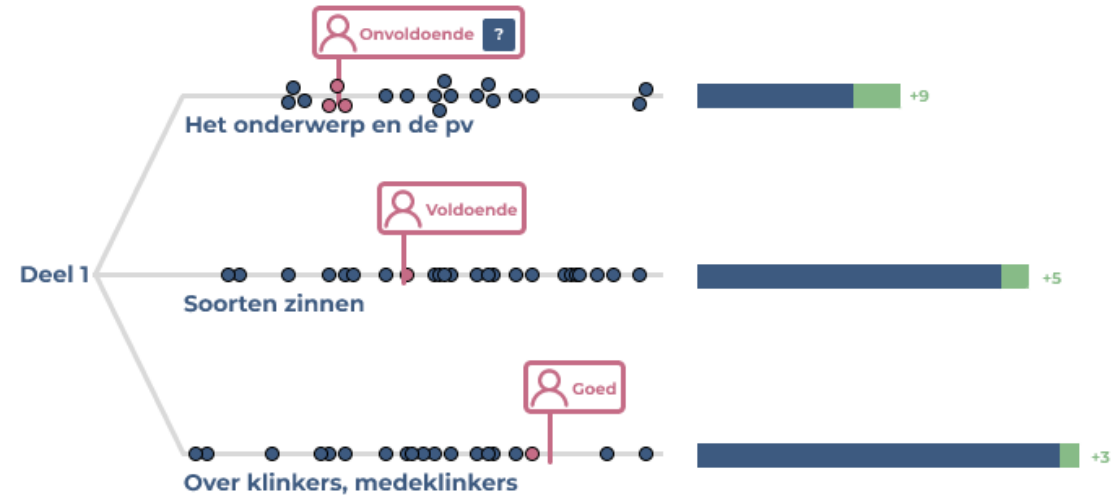 Onvoldoende ?
+9
Het onderwerp en de pv
Voldoende
Deel 1
+5
Soorten zinnen
Goed
+3
Over klinkers, medeklinkers